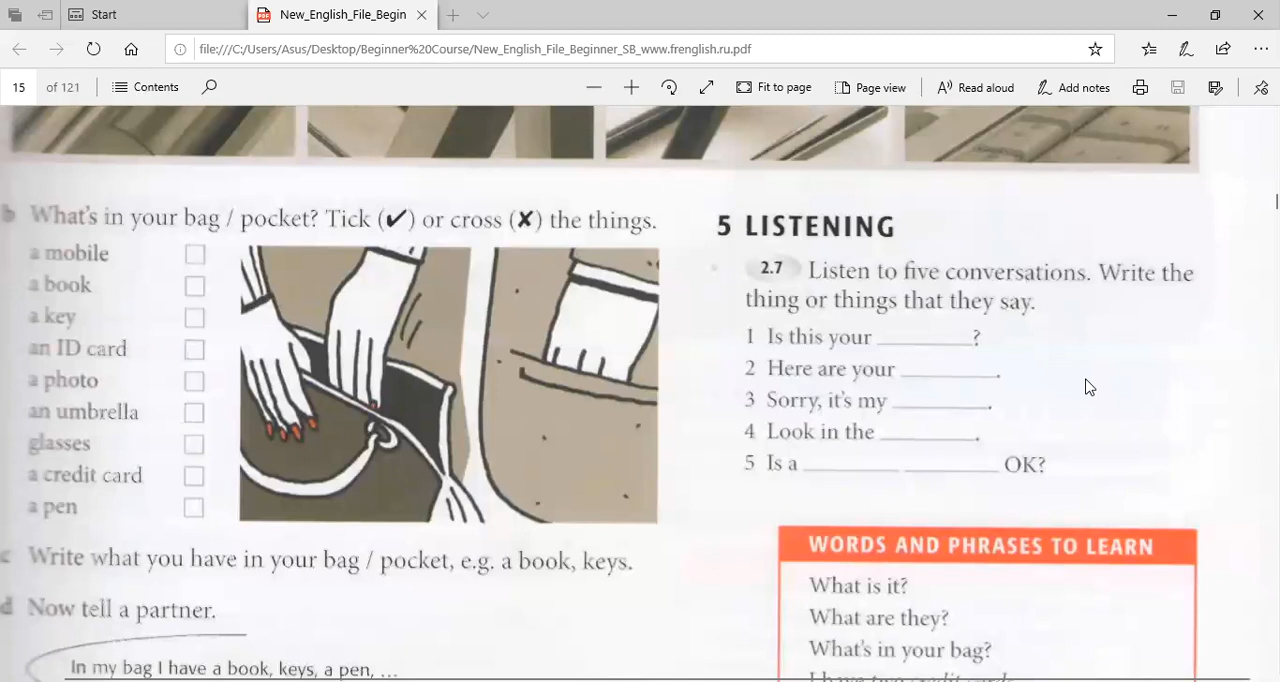 Start
New_English_File_Begin
file:///C:/Users/Asus/Desktop/Beginner%20Course/New_English_File_Beginner_SB_www.frenglish.ru.pdf
15 of 121 Contents Fit to page Page view Read aloud Add notes
b What's in your bag / pocket? Tick (✔) or cross (✘) the things.
a mobile
a book
a key
an ID card
a photo
an umbrella
glasses
a credit card
a pen
c Write what you have in your bag / pocket, e.g. a book, keys.
d Now tell a partner.
In my bag I have a book, keys, a pen, ...
5 LISTENING
2.7 Listen to five conversations. Write the
thing or things that they say.
1 Is this your ________?
2 Here are your ________.
3 Sorry, it's my ________.
4 Look in the ________.
5 Is a ________ ________ OK?
WORDS AND PHRASES TO LEARN
What is it?
What are they?
What's in your bag?
I have two credit cards